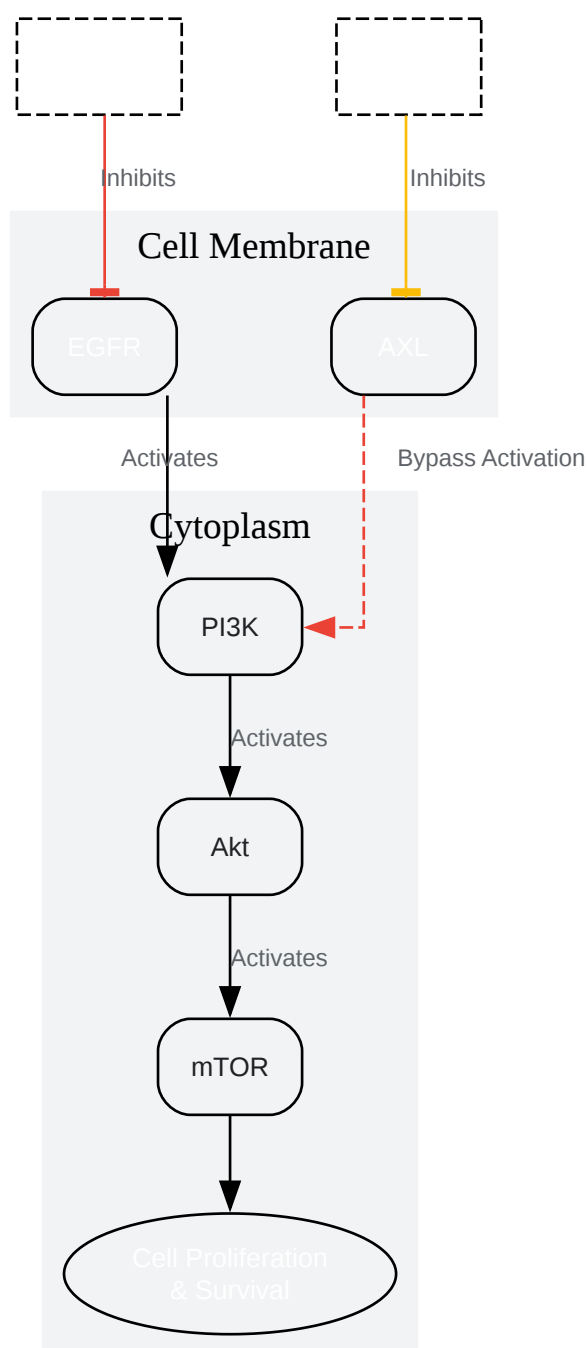 Inhibits
Inhibits
Cell Membrane
EGFR
AXL
Activates
Bypass Activation
Cytoplasm
PI3K
Activates
Akt
Activates
mTOR
Cell Proliferation
& Survival